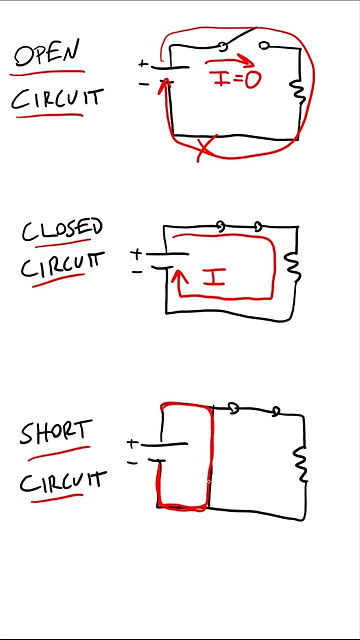 OPEN
CIRCUIT
+
−
I=0
CLOSED
CIRCUIT
+
−
I
SHORT
CIRCUIT
+
−